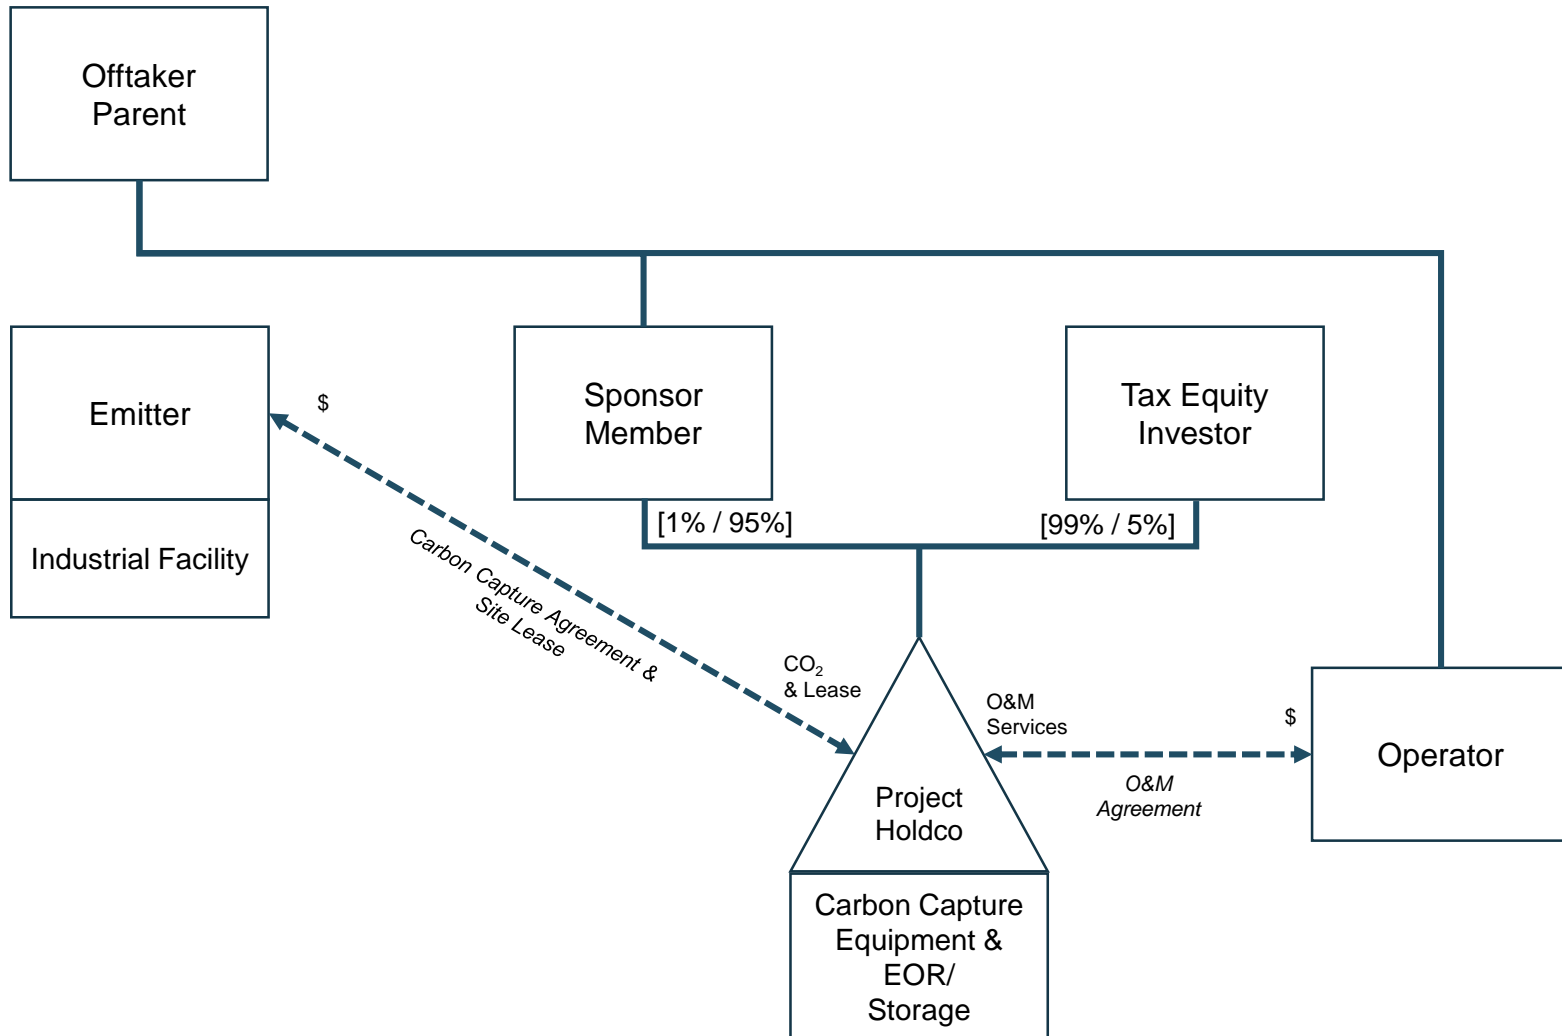 Offtaker
Parent
Emitter
Industrial Facility
$
Sponsor
Member
Tax Equity
Investor
[1% / 95%]
[99% / 5%]
Carbon Capture Agreement &
Site Lease
CO₂
& Lease
O&M
Services
$
O&M
Agreement
Operator
Project
Holdco
Carbon Capture
Equipment &
EOR/
Storage